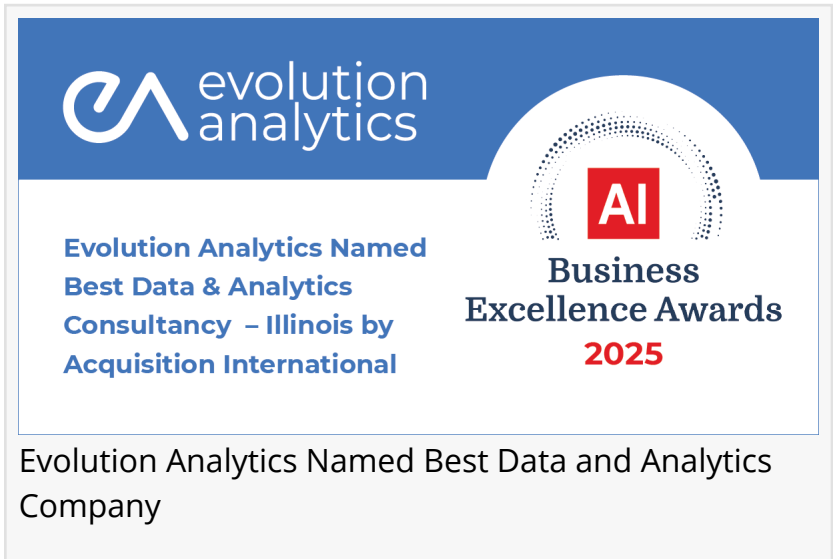 evolution
analytics
Evolution Analytics Named
Best Data & Analytics
Consultancy – Illinois by
Acquisition International
AI
Business
Excellence Awards
2025
Evolution Analytics Named Best Data and Analytics
Company